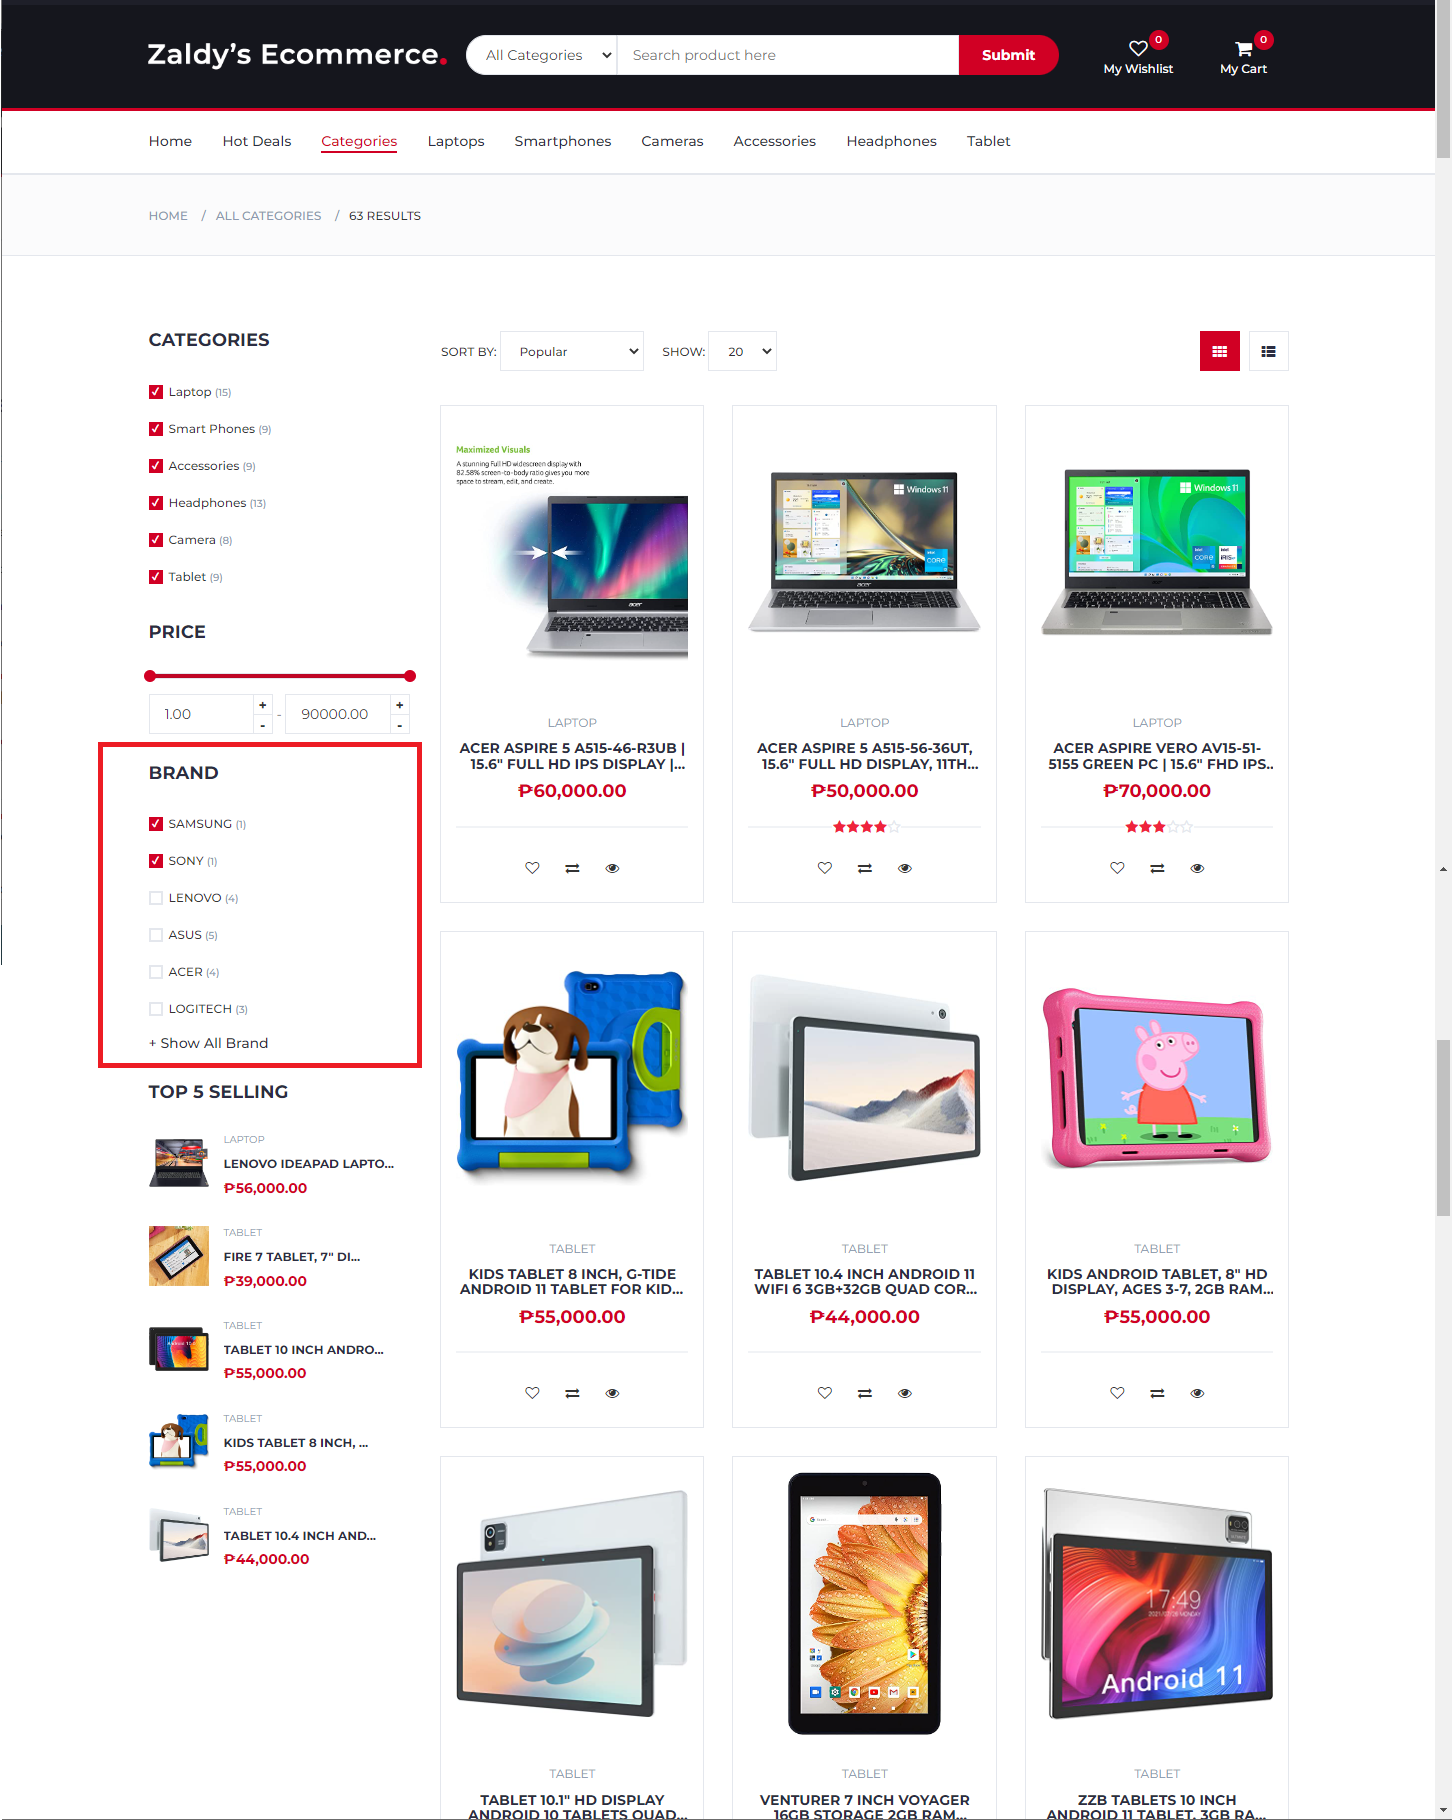 Zaldy's Ecommerce.
All Categories
Search product here
Submit
0
My Wishlist
0
My Cart
Home
Hot Deals
Categories
Laptops
Smartphones
Cameras
Accessories
Headphones
Tablet
HOME / ALL CATEGORIES / 63 RESULTS
CATEGORIES
Laptop (15)
Smart Phones (9)
Accessories (9)
Headphones (13)
Camera (8)
Tablet (9)
PRICE
1.00
+
-
-
90000.00
+
-
BRAND
SAMSUNG (1)
SONY (1)
LENOVO (4)
ASUS (5)
ACER (4)
LOGITECH (3)
+ Show All Brand
TOP 5 SELLING
LAPTOP
LENOVO IDEAPAD LAPTO...
₱56,000.00
TABLET
FIRE 7 TABLET, 7" DI...
₱39,000.00
TABLET
TABLET 10 INCH ANDRO...
₱55,000.00
TABLET
KIDS TABLET 8 INCH, ...
₱55,000.00
TABLET
TABLET 10.4 INCH AND...
₱44,000.00
SORT BY: Popular
SHOW: 20
Maximized Visuals
A stunning Full HD widescreen display with
82.58% screen-to-body ratio gives you more
space to stream, edit, and create.
acer
LAPTOP
ACER ASPIRE 5 A515-46-R3UB |
15.6" FULL HD IPS DISPLAY |...
₱60,000.00
Windows 11
intel
CORE
acer
LAPTOP
ACER ASPIRE 5 A515-56-36UT,
15.6" FULL HD DISPLAY, 11TH...
₱50,000.00
Windows 11
intel
CORE
intel
iRIS xe
acer
LAPTOP
ACER ASPIRE VERO AV15-51-
5155 GREEN PC | 15.6" FHD IPS..
₱70,000.00
TABLET
KIDS TABLET 8 INCH, G-TIDE
ANDROID 11 TABLET FOR KID...
₱55,000.00
TABLET
TABLET 10.4 INCH ANDROID 11
WIFI 6 3GB+32GB QUAD COR...
₱44,000.00
TABLET
KIDS ANDROID TABLET, 8" HD
DISPLAY, AGES 3-7, 2GB RAM...
₱55,000.00
TABLET
TABLET 10.1" HD DISPLAY
ANDROID 10 TABLETS QUAD...
TABLET
VENTURER 7 INCH VOYAGER
16GB STORAGE 2GB RAM...
17:49
Android 11
TABLET
ZZB TABLETS 10 INCH
ANDROID 11 TABLET, 3GB RA...